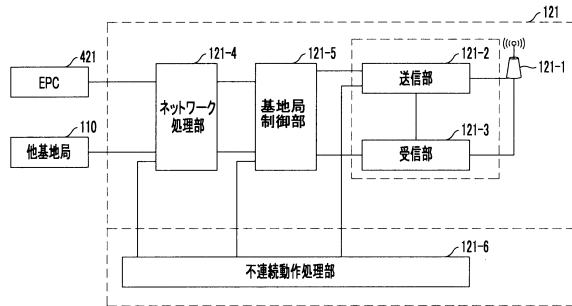 121
421
EPC
110
他基地局
121-4
ネットワーク
処理部
121-5
基地局
制御部
121-2
送信部
121-1
121-3
受信部
121-6
不連続動作処理部